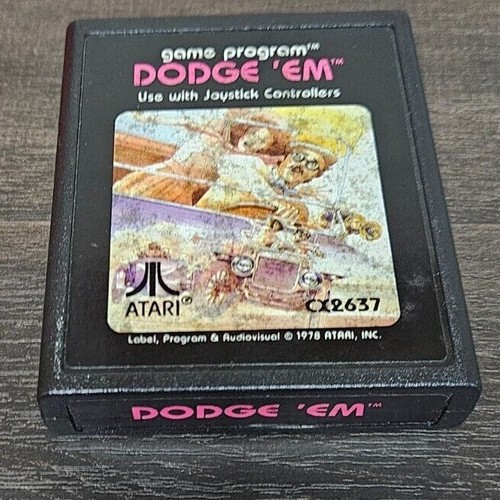 game program™
DODGE 'EM™
Use with Joystick Controllers
ATARI®
CX2637
Label, Program & Audiovisual © 1978 ATARI, INC.
DODGE 'EM™